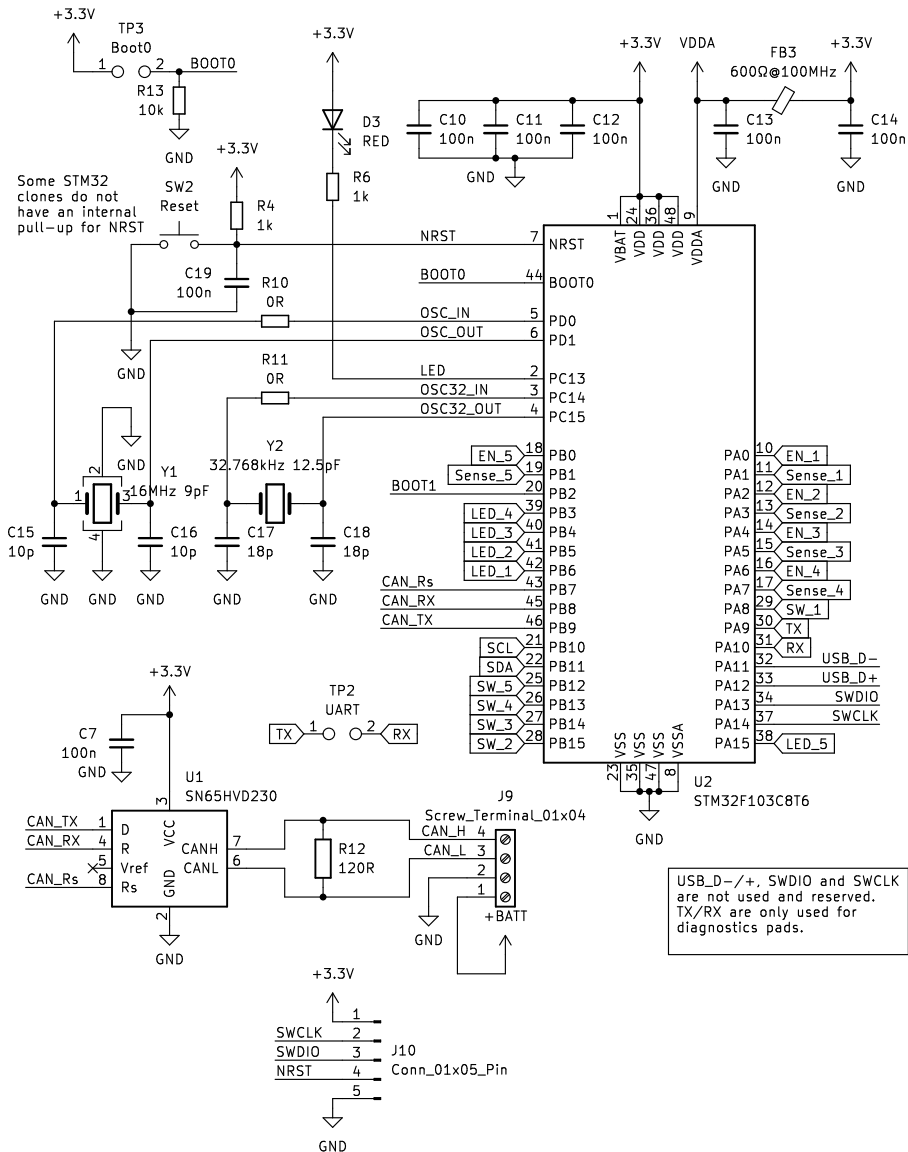 +3.3V
TP3
Boot0
1 2 BOOT0
R13
10k
GND
+3.3V
D3
RED
R6
1k
+3.3V
VDDA
FB3
600Ω@100MHz
+3.3V
C10
100n
C11
100n
C12
100n
GND
C13
100n
GND
C14
100n
GND
Some STM32
clones do not
have an internal
pull-up for NRST
SW2
Reset
+3.3V
R4
1k
C19
100n
GND
R10
0R
R11
0R
NRST 7 NRST
BOOT0 44 BOOT0
OSC_IN 5 PD0
OSC_OUT 6 PD1
LED 2 PC13
OSC32_IN 3 PC14
OSC32_OUT 4 PC15
1 VBAT
24 VDD
36 VDD
48 VDD
9 VDDA
GND
Y1
16MHz 9pF
1 2 3 4
Y2
32.768kHz 12.5pF
C15
10p
GND
GND
C16
10p
GND
C17
18p
GND
C18
18p
GND
EN_5 18 PB0
Sense_5 19 PB1
BOOT1 20 PB2
LED_4 39 PB3
LED_3 40 PB4
LED_2 41 PB5
LED_1 42 PB6
CAN_Rs 43 PB7
CAN_RX 45 PB8
CAN_TX 46 PB9
SCL 21 PB10
SDA 22 PB11
SW_5 25 PB12
SW_4 26 PB13
SW_3 27 PB14
SW_2 28 PB15
PA0 10 EN_1
PA1 11 Sense_1
PA2 12 EN_2
PA3 13 Sense_2
PA4 14 EN_3
PA5 15 Sense_3
PA6 16 EN_4
PA7 17 Sense_4
PA8 29 SW_1
PA9 30 TX
PA10 31 RX
PA11 32 USB_D-
PA12 33 USB_D+
PA13 34 SWDIO
PA14 37 SWCLK
PA15 38 LED_5
23 VSS
35 VSS
47 VSS
8 VSSA
U2
STM32F103C8T6
GND
+3.3V
C7
100n
GND
TP2
UART
TX 1 2 RX
U1
SN65HVD230
3 VCC
CAN_TX 1 D
CAN_RX 4 R
5 Vref
CAN_Rs 8 Rs
CANH 7
CANL 6
GND 2
GND
R12
120R
J9
Screw_Terminal_01x04
CAN_H 4
CAN_L 3
2
1
GND
+BATT
USB_D-/+, SWDIO and SWCLK
are not used and reserved.
TX/RX are only used for
diagnostics pads.
+3.3V
1
SWCLK 2
SWDIO 3
NRST 4
5
J10
Conn_01x05_Pin
GND